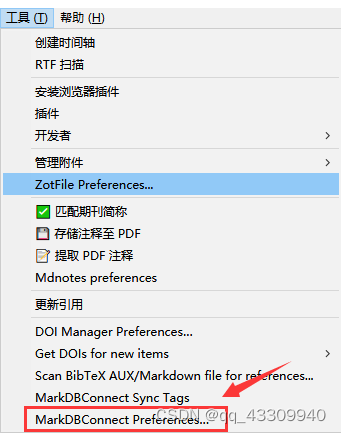 工具 (T) 帮助 (H)
创建时间轴
RTF 扫描
安装浏览器插件
插件
开发者
管理附件
ZotFile Preferences...
匹配期刊简称
存储注释至 PDF
提取 PDF 注释
Mdnotes preferences
更新引用
DOI Manager Preferences...
Get DOIs for new items
Scan BibTeX AUX/Markdown file for references...
MarkDBConnect Sync Tags
CSDN @qq_43309940
MarkDBConnect Preferences...